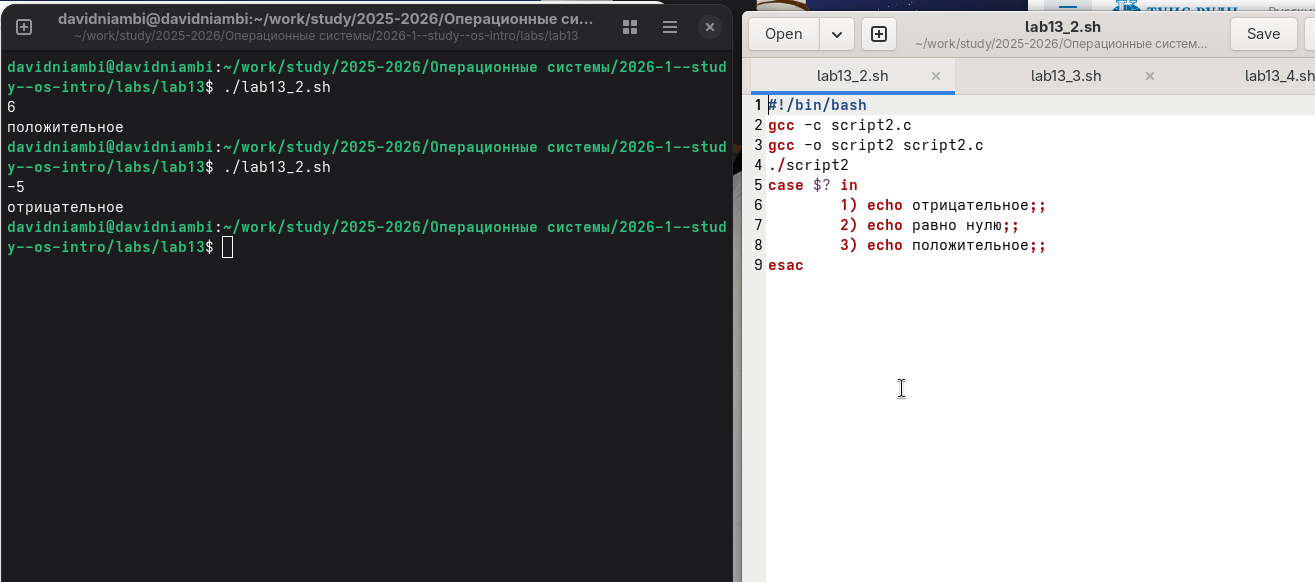 davidniambi@davidniambi:~/work/study/2025-2026/Операционные си...
~/work/study/2025-2026/Операционные системы/2026-1--study--os-intro/labs/lab13
davidniambi@davidniambi:~/work/study/2025-2026/Операционные системы/2026-1--stud
y--os-intro/labs/lab13$ ./lab13_2.sh
6
положительное
davidniambi@davidniambi:~/work/study/2025-2026/Операционные системы/2026-1--stud
y--os-intro/labs/lab13$ ./lab13_2.sh
-5
отрицательное
davidniambi@davidniambi:~/work/study/2025-2026/Операционные системы/2026-1--stud
y--os-intro/labs/lab13$
Open
lab13_2.sh
~/work/study/2025-2026/Операционные систем...
Save
lab13_2.sh × lab13_3.sh × lab13_4.sh
1 #!/bin/bash
2 gcc -c script2.c
3 gcc -o script2 script2.c
4 ./script2
5 case $? in
6 1) echo отрицательное;;
7 2) echo равно нулю;;
8 3) echo положительное;;
9 esac